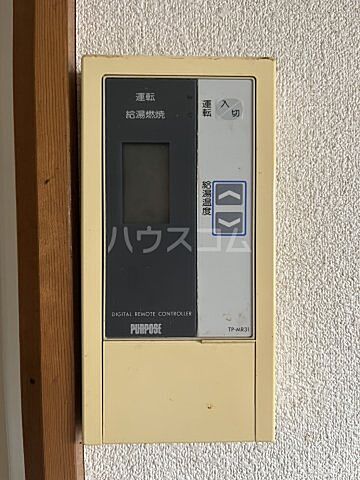 運転
給湯燃焼
運転
入
切
給湯温度
ハウスコム
DIGITAL REMOTE CONTROLLER
PURPOSE
TP-MR31